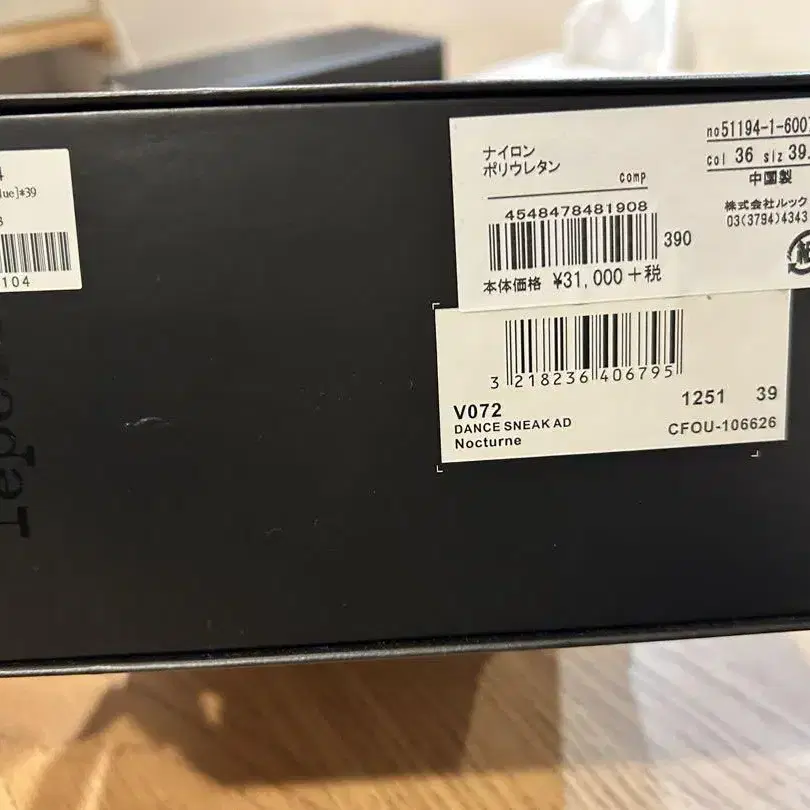 lue]*39
104
repe
ナイロン
ポリウレタン
comp
4548478481908
390
本体価格 ¥31,000+税
no51194-1-600
col 36 siz 39.
中国製
株式会社ルック
03(3794)4343
3 218236 406795
V072
1251 39
DANCE SNEAK AD
CFOU-106626
Nocturne